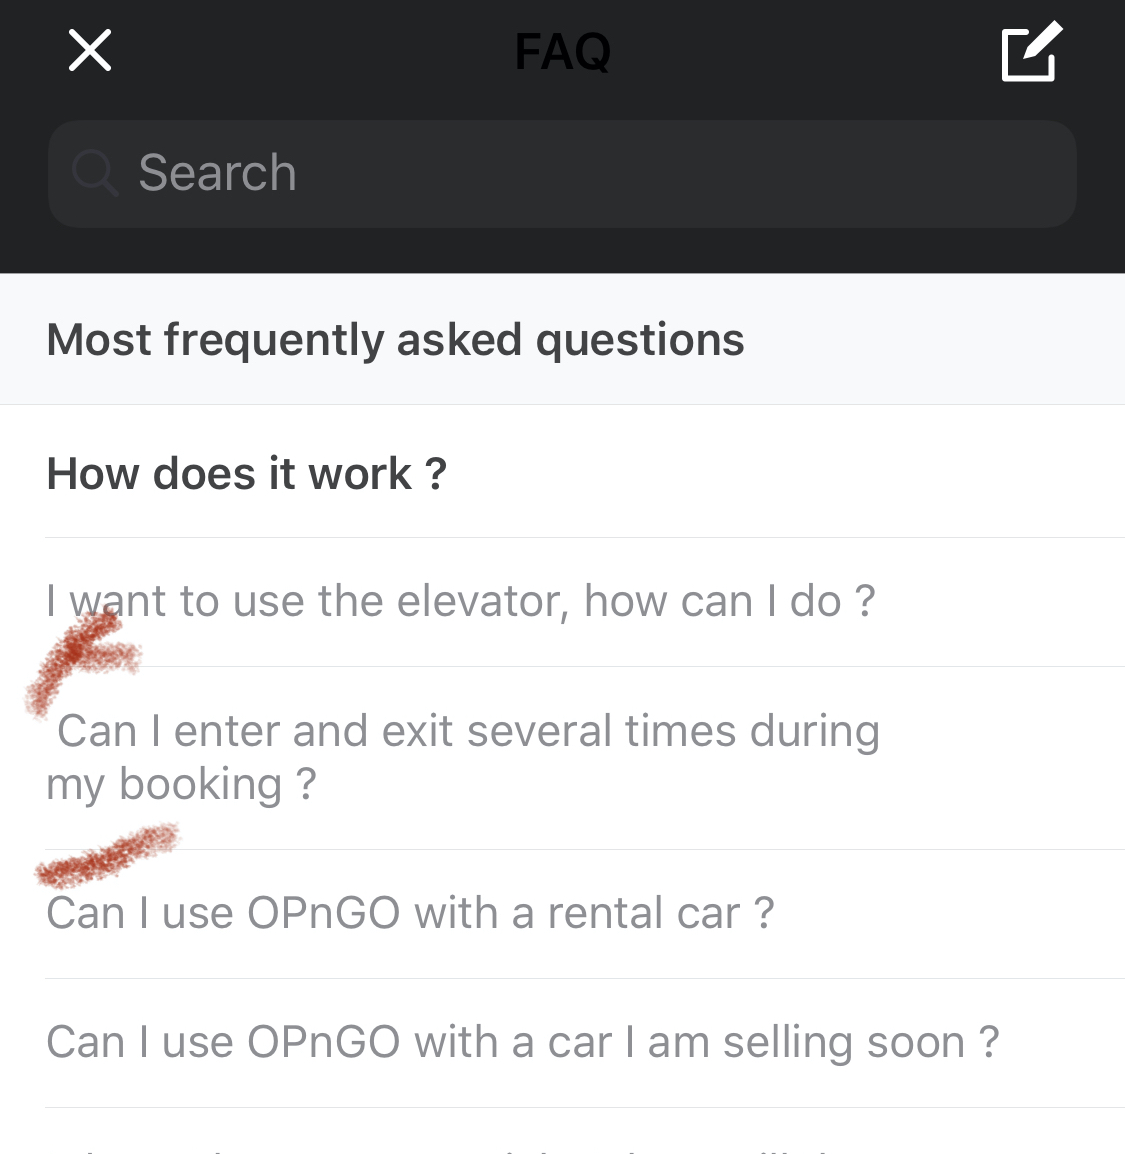 FAQ
Search
Most frequently asked questions
How does it work ?
I want to use the elevator, how can I do ?
Can I enter and exit several times during
my booking ?
Can I use OPnGO with a rental car ?
Can I use OPnGO with a car I am selling soon ?